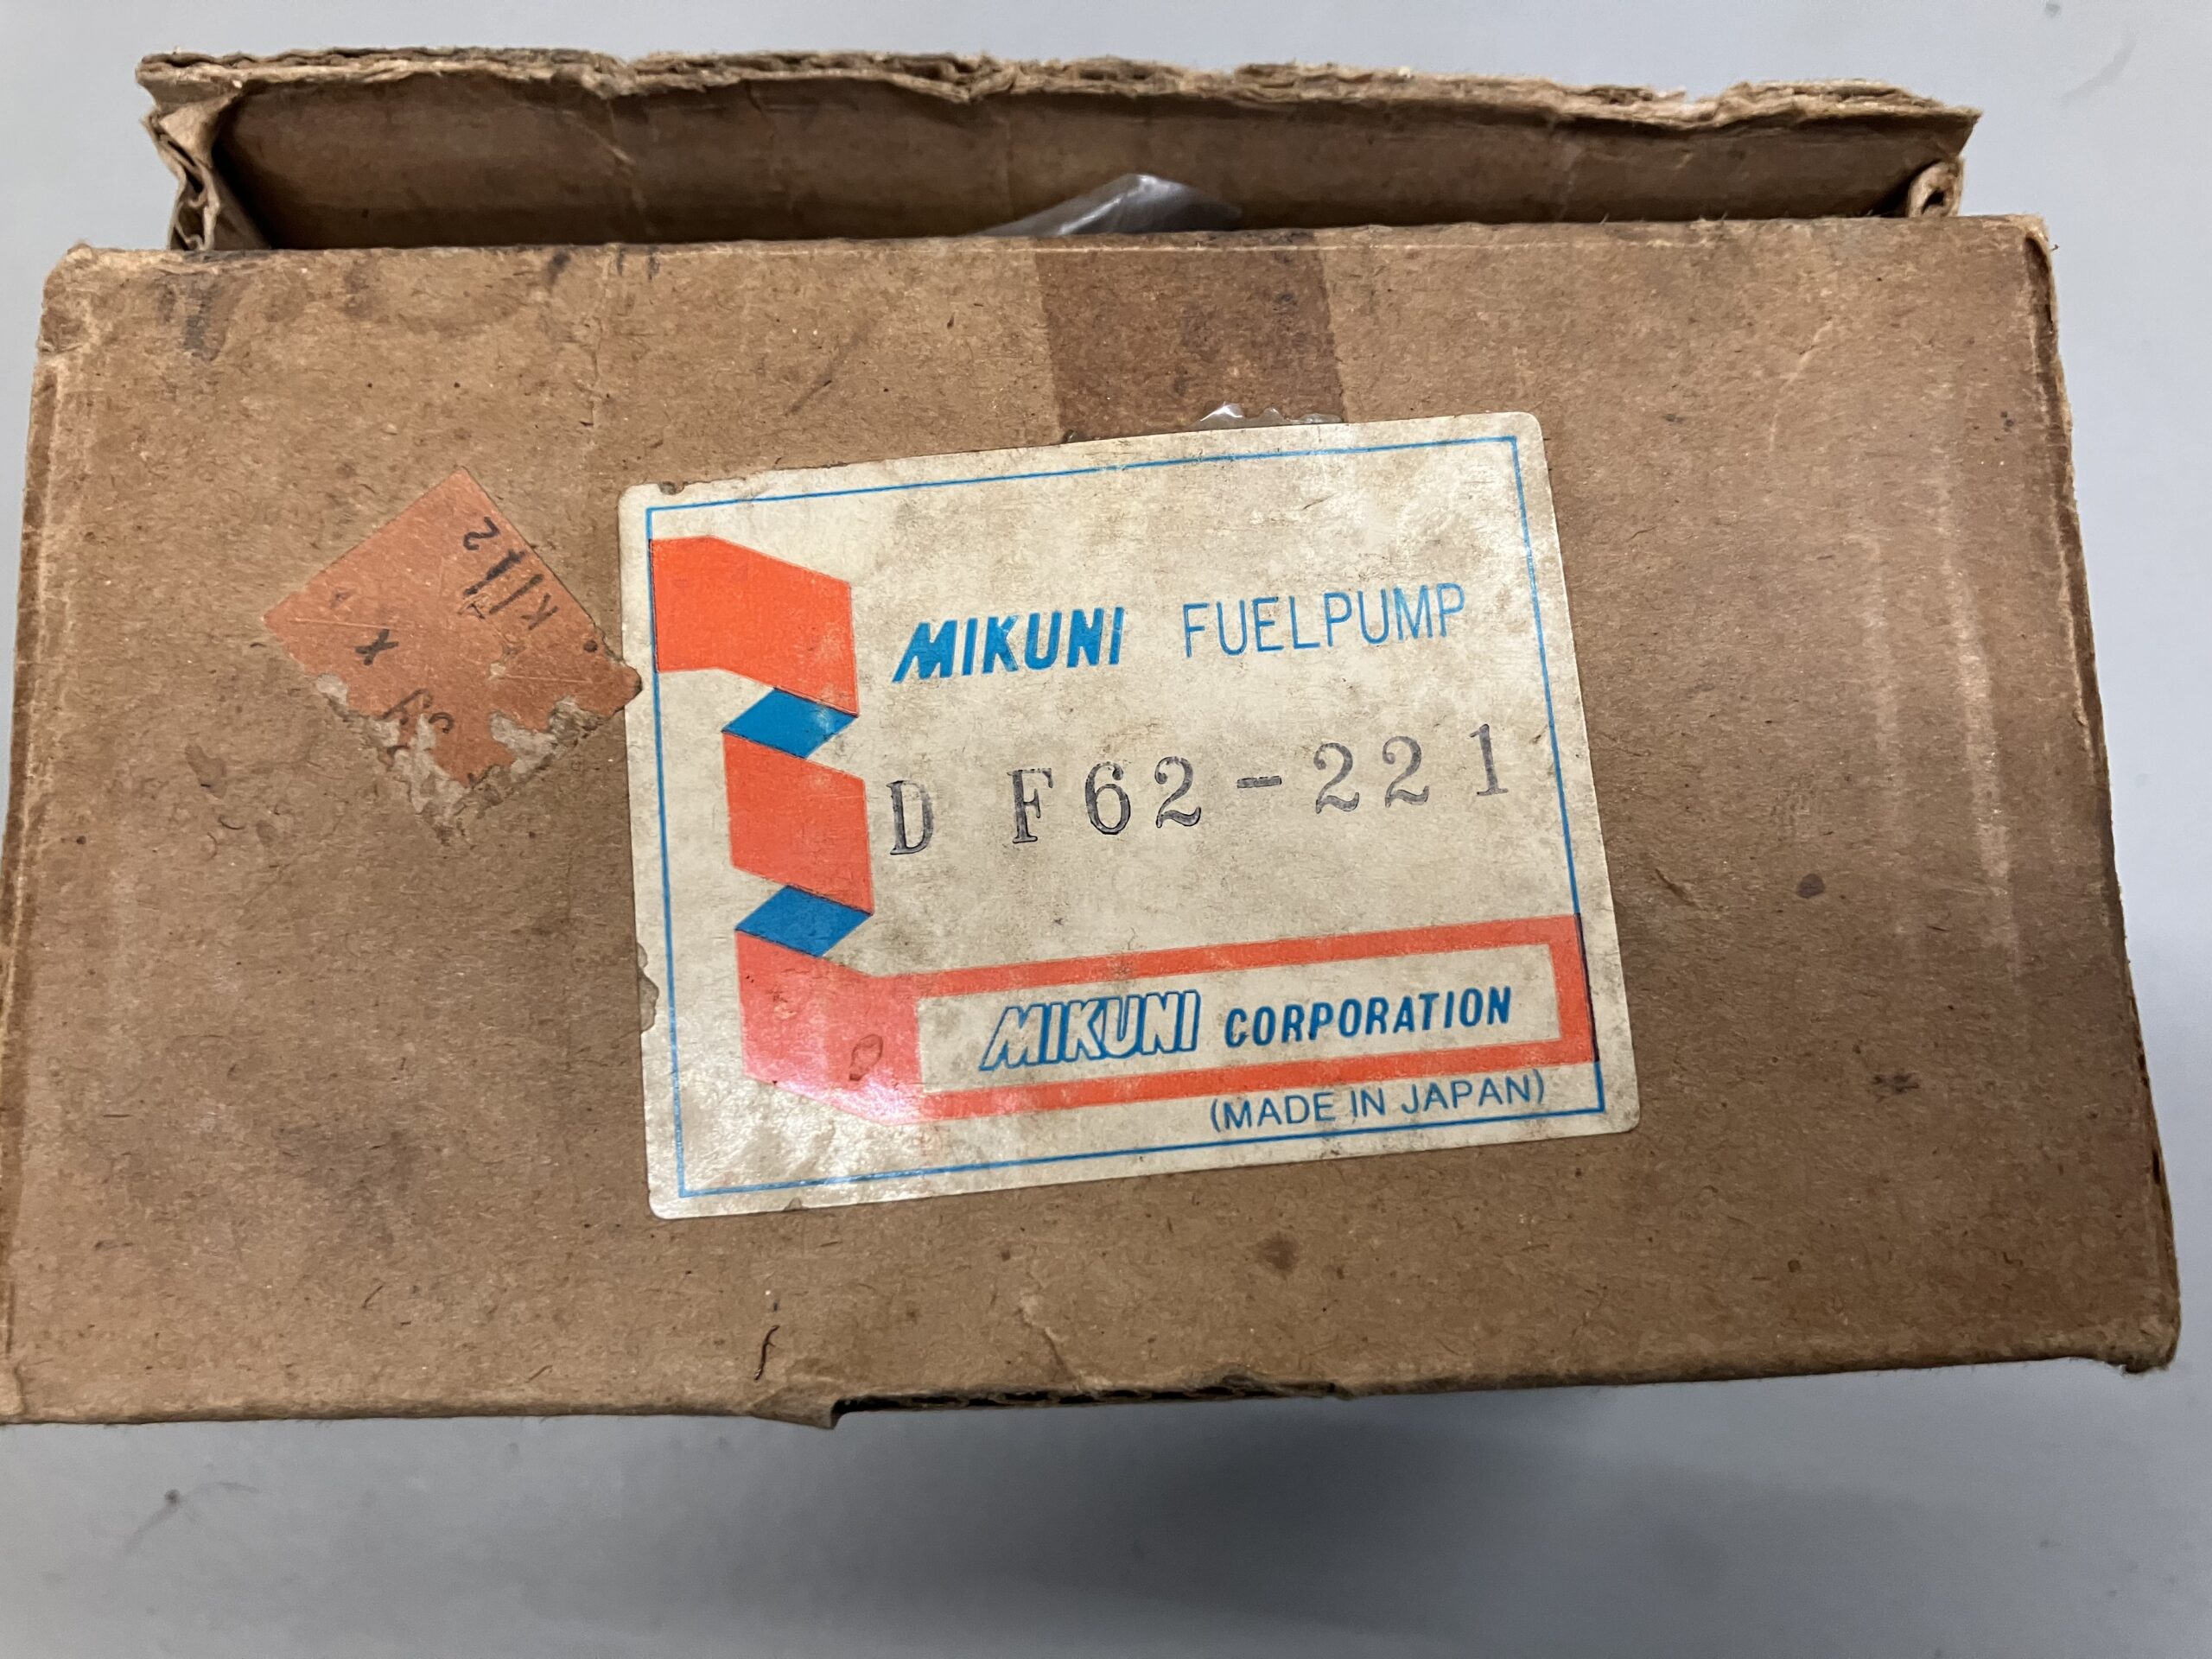 MIKUNI FUELPUMP
D F62-221
MIKUNI CORPORATION
(MADE IN JAPAN)